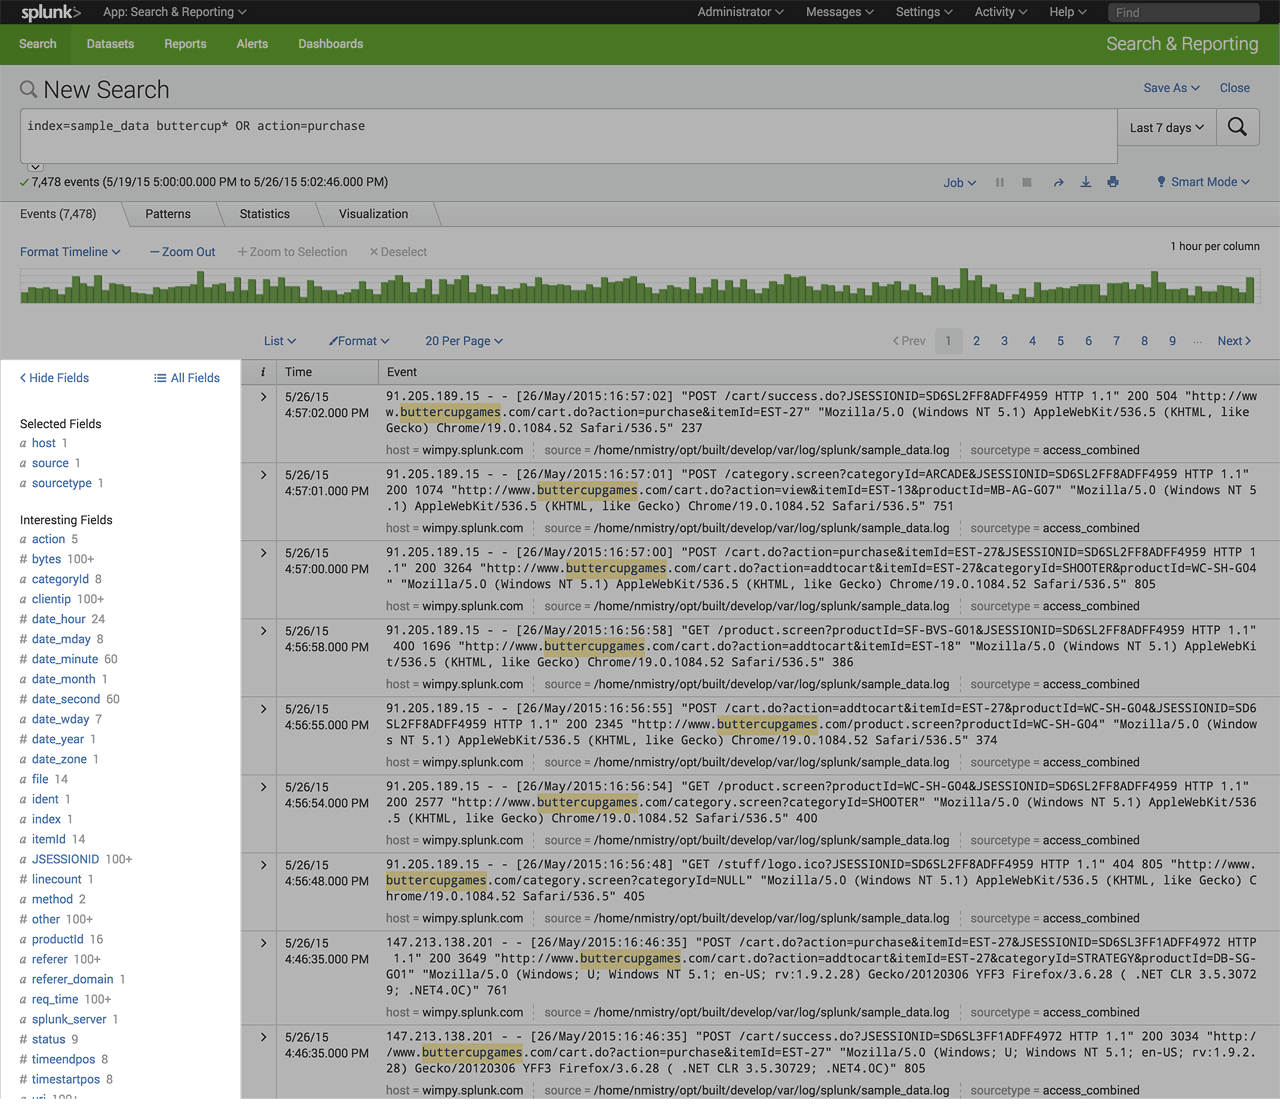 splunk> App: Search & Reporting Administrator Messages Settings Activity Help Find
Search Datasets Reports Alerts Dashboards Search & Reporting
New Search Save As Close
index=sample_data buttercup* OR action=purchase Last 7 days
7,478 events (5/19/15 5:00:00.000 PM to 5/26/15 5:02:46.000 PM) Job Smart Mode
Events (7,478) Patterns Statistics Visualization
Format Timeline — Zoom Out + Zoom to Selection × Deselect 1 hour per column
List Format 20 Per Page < Prev 1 2 3 4 5 6 7 8 9 ... Next >
< Hide Fields All Fields
Selected Fields
a host 1
a source 1
a sourcetype 1
Interesting Fields
a action 5
# bytes 100+
a categoryId 8
a clientip 100+
# date_hour 24
# date_mday 8
# date_minute 60
a date_month 1
# date_second 60
a date_wday 7
# date_year 1
a date_zone 1
a file 14
a ident 1
a index 1
a itemId 14
a JSESSIONID 100+
# linecount 1
a method 2
# other 100+
a productId 16
a referer 100+
a referer_domain 1
a req_time 100+
a splunk_server 1
# status 9
# timeendpos 8
# timestartpos 8
a uri 100+
i Time Event
> 5/26/15
4:57:02.000 PM
91.205.189.15 - - [26/May/2015:16:57:02] "POST /cart/success.do?JSESSIONID=SD6SL2FF8ADFF4959 HTTP 1.1" 200 504 "http://ww
w.buttercupgames.com/cart.do?action=purchase&itemId=EST-27" "Mozilla/5.0 (Windows NT 5.1) AppleWebKit/536.5 (KHTML, like
Gecko) Chrome/19.0.1084.52 Safari/536.5" 237
host = wimpy.splunk.com source = /home/nmistry/opt/built/develop/var/log/splunk/sample_data.log sourcetype = access_combined
> 5/26/15
4:57:01.000 PM
91.205.189.15 - - [26/May/2015:16:57:01] "POST /category.screen?categoryId=ARCADE&JSESSIONID=SD6SL2FF8ADFF4959 HTTP 1.1"
200 1074 "http://www.buttercupgames.com/cart.do?action=view&itemId=EST-13&productId=MB-AG-G07" "Mozilla/5.0 (Windows NT 5
.1) AppleWebKit/536.5 (KHTML, like Gecko) Chrome/19.0.1084.52 Safari/536.5" 751
host = wimpy.splunk.com source = /home/nmistry/opt/built/develop/var/log/splunk/sample_data.log sourcetype = access_combined
> 5/26/15
4:57:00.000 PM
91.205.189.15 - - [26/May/2015:16:57:00] "POST /cart.do?action=purchase&itemId=EST-27&JSESSIONID=SD6SL2FF8ADFF4959 HTTP 1
.1" 200 3264 "http://www.buttercupgames.com/cart.do?action=addtocart&itemId=EST-27&categoryId=SHOOTER&productId=WC-SH-G04
" "Mozilla/5.0 (Windows NT 5.1) AppleWebKit/536.5 (KHTML, like Gecko) Chrome/19.0.1084.52 Safari/536.5" 805
host = wimpy.splunk.com source = /home/nmistry/opt/built/develop/var/log/splunk/sample_data.log sourcetype = access_combined
> 5/26/15
4:56:58.000 PM
91.205.189.15 - - [26/May/2015:16:56:58] "GET /product.screen?productId=SF-BVS-G01&JSESSIONID=SD6SL2FF8ADFF4959 HTTP 1.1"
400 1696 "http://www.buttercupgames.com/cart.do?action=addtocart&itemId=EST-18" "Mozilla/5.0 (Windows NT 5.1) AppleWebKi
t/536.5 (KHTML, like Gecko) Chrome/19.0.1084.52 Safari/536.5" 386
host = wimpy.splunk.com source = /home/nmistry/opt/built/develop/var/log/splunk/sample_data.log sourcetype = access_combined
> 5/26/15
4:56:55.000 PM
91.205.189.15 - - [26/May/2015:16:56:55] "POST /cart.do?action=addtocart&itemId=EST-27&productId=WC-SH-G04&JSESSIONID=SD6
SL2FF8ADFF4959 HTTP 1.1" 200 2345 "http://www.buttercupgames.com/product.screen?productId=WC-SH-G04" "Mozilla/5.0 (Window
s NT 5.1) AppleWebKit/536.5 (KHTML, like Gecko) Chrome/19.0.1084.52 Safari/536.5" 374
host = wimpy.splunk.com source = /home/nmistry/opt/built/develop/var/log/splunk/sample_data.log sourcetype = access_combined
> 5/26/15
4:56:54.000 PM
91.205.189.15 - - [26/May/2015:16:56:54] "GET /product.screen?productId=WC-SH-G04&JSESSIONID=SD6SL2FF8ADFF4959 HTTP 1.1"
200 2577 "http://www.buttercupgames.com/category.screen?categoryId=SHOOTER" "Mozilla/5.0 (Windows NT 5.1) AppleWebKit/536
.5 (KHTML, like Gecko) Chrome/19.0.1084.52 Safari/536.5" 400
host = wimpy.splunk.com source = /home/nmistry/opt/built/develop/var/log/splunk/sample_data.log sourcetype = access_combined
> 5/26/15
4:56:48.000 PM
91.205.189.15 - - [26/May/2015:16:56:48] "GET /stuff/logo.ico?JSESSIONID=SD6SL2FF8ADFF4959 HTTP 1.1" 404 805 "http://www.
buttercupgames.com/category.screen?categoryId=NULL" "Mozilla/5.0 (Windows NT 5.1) AppleWebKit/536.5 (KHTML, like Gecko) C
hrome/19.0.1084.52 Safari/536.5" 405
host = wimpy.splunk.com source = /home/nmistry/opt/built/develop/var/log/splunk/sample_data.log sourcetype = access_combined
> 5/26/15
4:46:35.000 PM
147.213.138.201 - - [26/May/2015:16:46:35] "POST /cart.do?action=purchase&itemId=EST-27&JSESSIONID=SD6SL3FF1ADFF4972 HTTP
1.1" 200 3649 "http://www.buttercupgames.com/cart.do?action=addtocart&itemId=EST-27&categoryId=STRATEGY&productId=DB-SG-
G01" "Mozilla/5.0 (Windows; U; Windows NT 5.1; en-US; rv:1.9.2.28) Gecko/20120306 YFF3 Firefox/3.6.28 ( .NET CLR 3.5.3072
9; .NET4.0C)" 761
host = wimpy.splunk.com source = /home/nmistry/opt/built/develop/var/log/splunk/sample_data.log sourcetype = access_combined
> 5/26/15
4:46:35.000 PM
147.213.138.201 - - [26/May/2015:16:46:35] "POST /cart/success.do?JSESSIONID=SD6SL3FF1ADFF4972 HTTP 1.1" 200 3034 "http:/
/www.buttercupgames.com/cart.do?action=purchase&itemId=EST-27" "Mozilla/5.0 (Windows; U; Windows NT 5.1; en-US; rv:1.9.2.
28) Gecko/20120306 YFF3 Firefox/3.6.28 ( .NET CLR 3.5.30729; .NET4.0C)" 805
host = wimpy.splunk.com source = /home/nmistry/opt/built/develop/var/log/splunk/sample_data.log sourcetype = access_combined